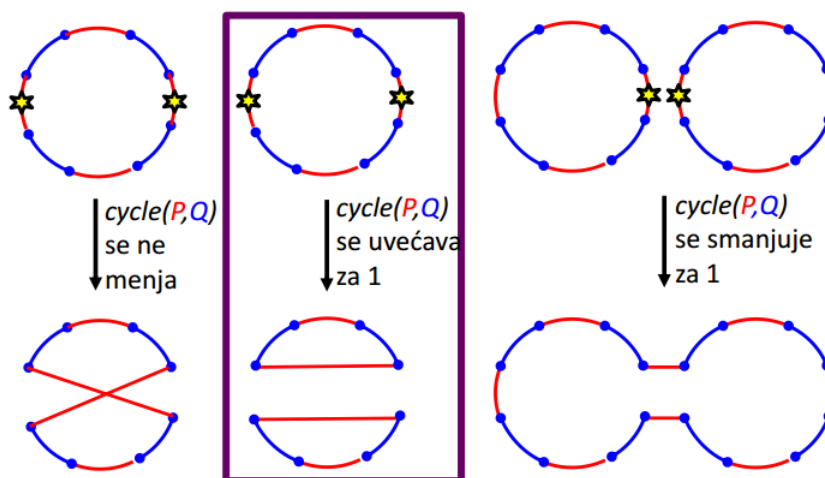 cycle(P,Q)
se ne
menja
cycle(P,Q)
se uvećava
za 1
cycle(P,Q)
se smanjuje
za 1